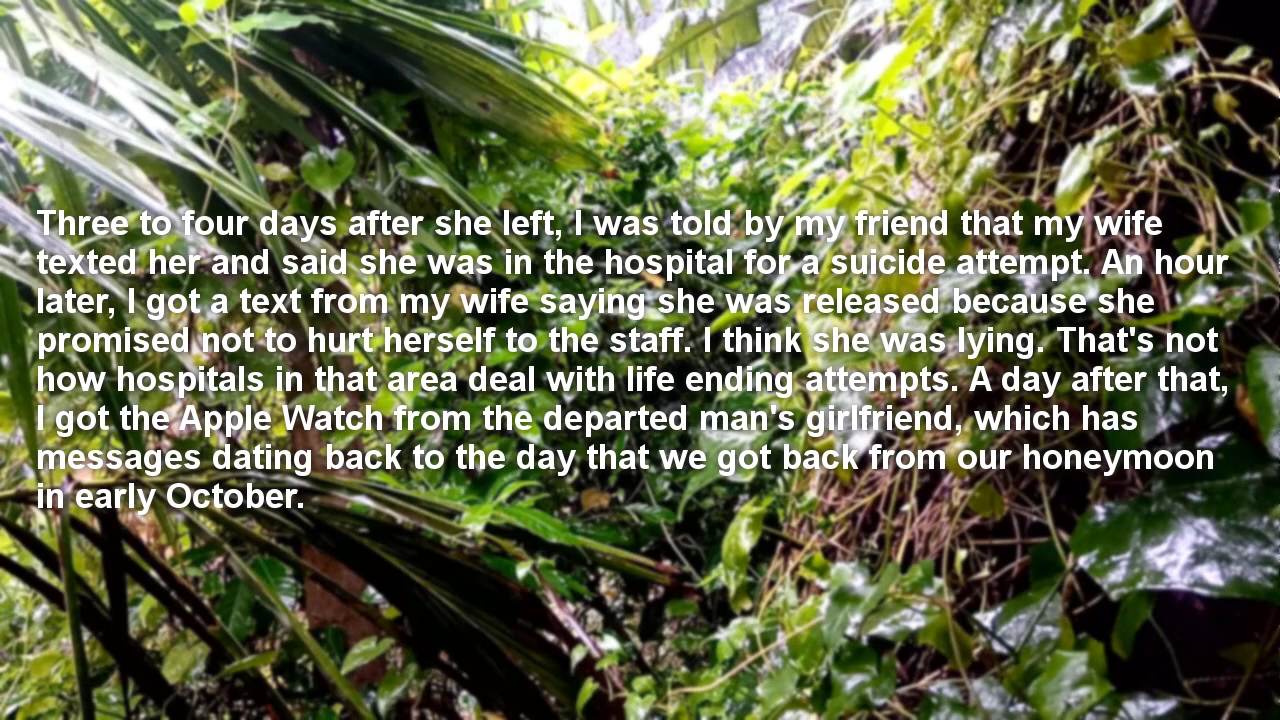 Three to four days after she left, I was told by my friend that my wife
texted her and said she was in the hospital for a suicide attempt. An hour
later, I got a text from my wife saying she was released because she
promised not to hurt herself to the staff. I think she was lying. That's not
how hospitals in that area deal with life ending attempts. A day after that,
I got the Apple Watch from the departed man's girlfriend, which has
messages dating back to the day that we got back from our honeymoon
in early October.